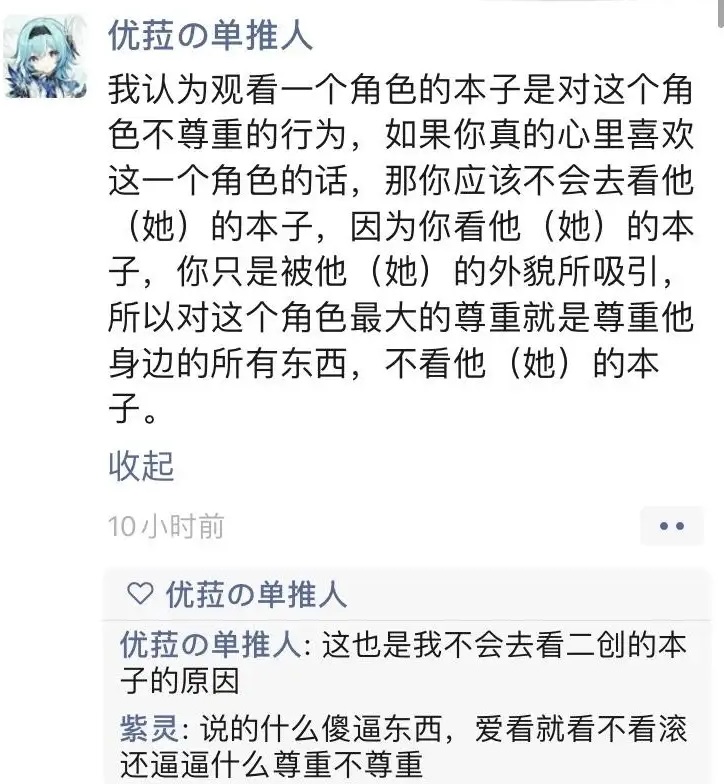 优菈の单推人
我认为观看一个角色的本子是对这个角
色不尊重的行为，如果你真的心里喜欢
这一个角色的话，那你应该不会去看他
（她）的本子，因为你看他（她）的本
子，你只是被他（她）的外貌所吸引，
所以对这个角色最大的尊重就是尊重他
身边的所有东西，不看他（她）的本
子。
收起
10小时前
优菈の单推人
优菈の单推人: 这也是我不会去看二创的本
子的原因
紫灵: 说的什么傻逼东西，爱看就看不看滚
还逼逼什么尊重不尊重